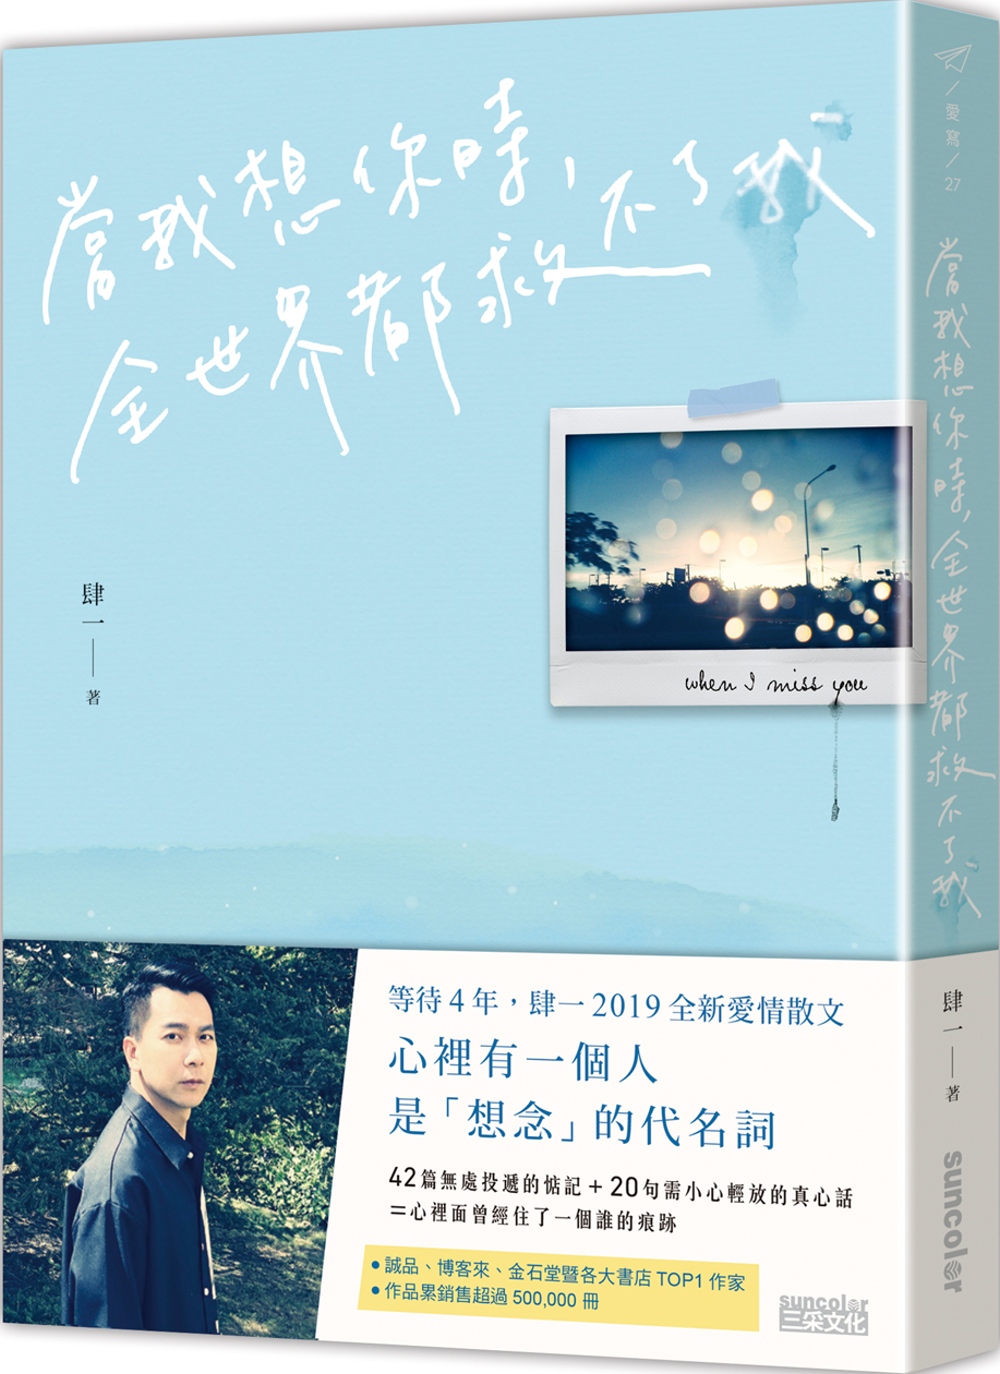 當我想你時，
全世界都救不了我
肆一 著
when I miss you
等待4年，肆一2019全新愛情散文
心裡有一個人
是「想念」的代名詞
42篇無處投遞的惦記＋20句需小心輕放的真心話
＝心裡面曾經住了一個誰的痕跡
●誠品、博客來、金石堂暨各大書店TOP1作家
●作品累銷售超過500,000冊
suncolor
三采文化
/愛寫/27
當我想你時，全世界都救不了我
肆一 著
suncolor